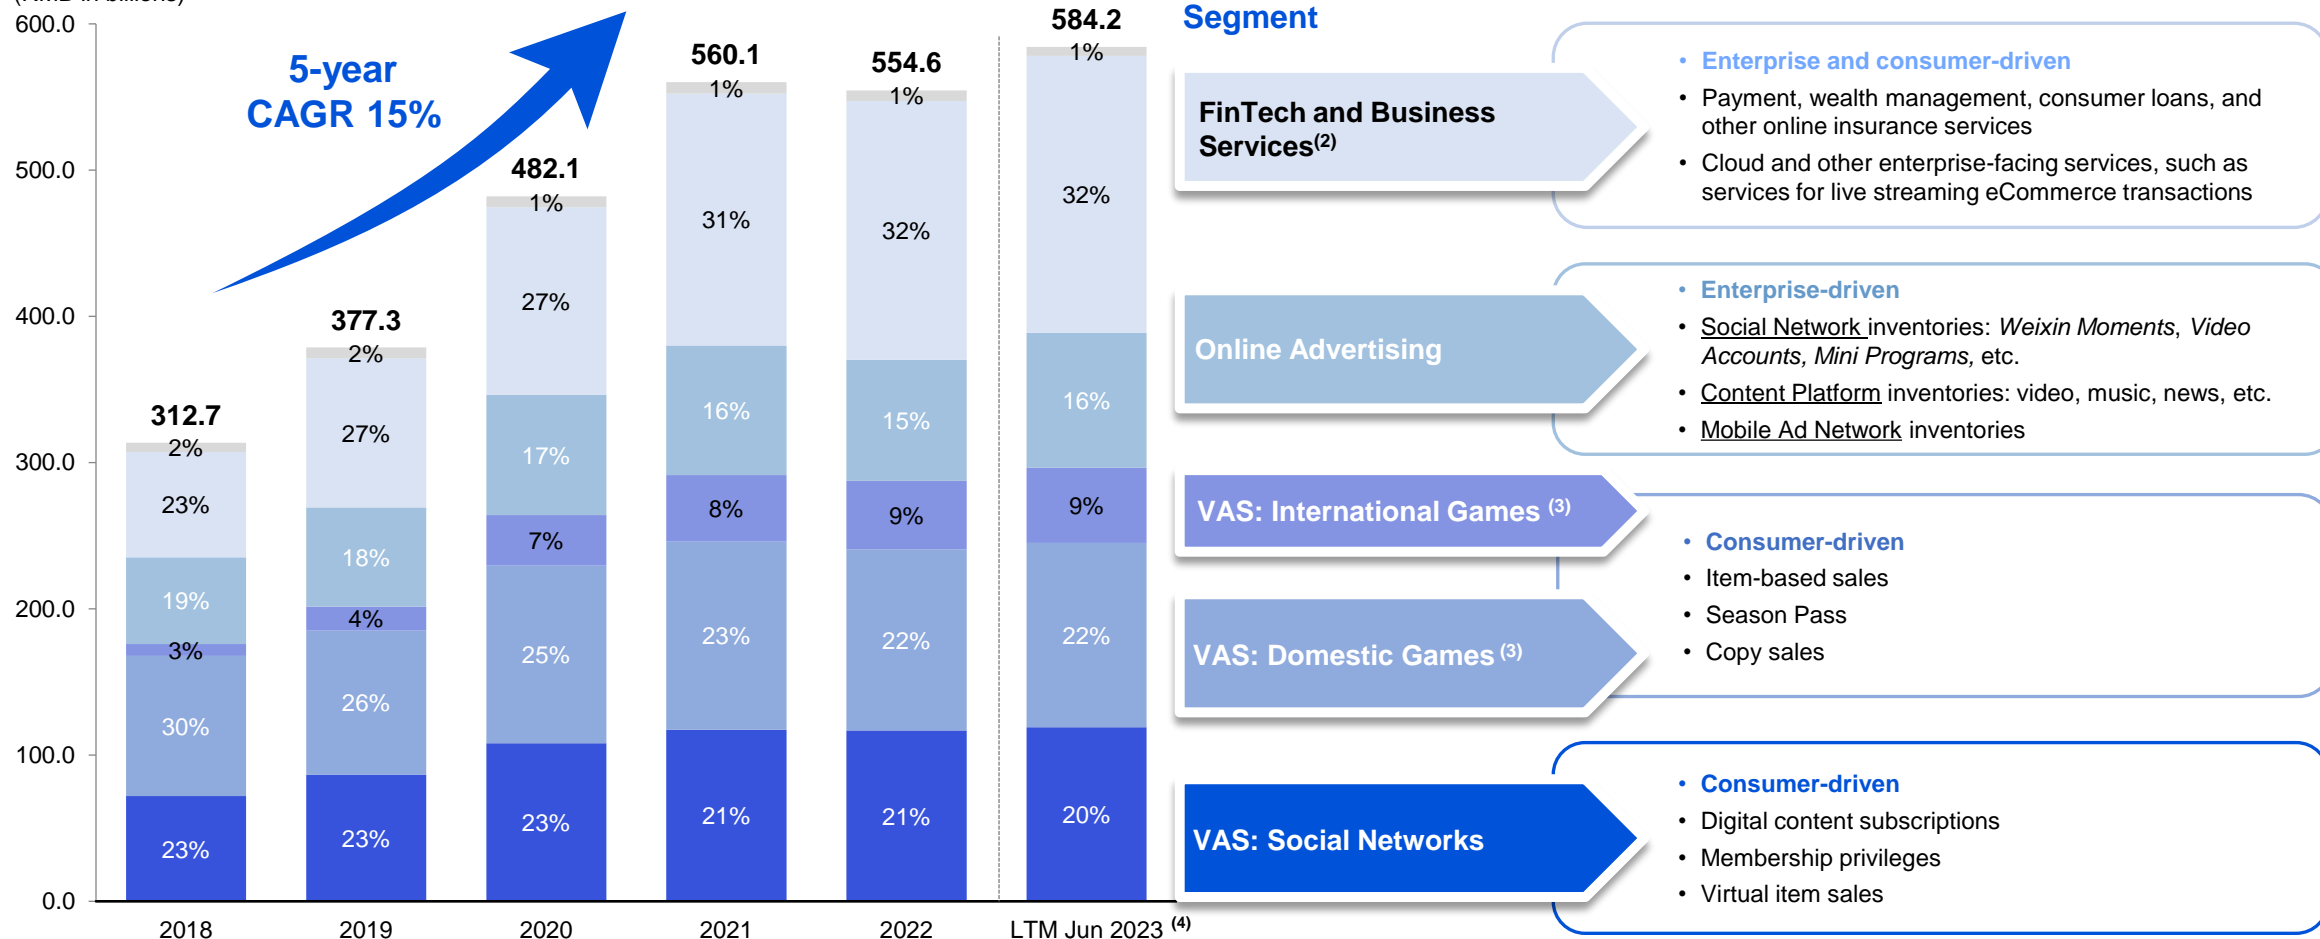 (RMB in billions)
600.0
500.0
400.0
300.0
200.0
100.0
0.0
5-year
CAGR 15%
312.7
2%
23%
19%
3%
30%
23%
2018
377.3
2%
27%
18%
4%
26%
23%
2019
482.1
1%
27%
17%
7%
25%
23%
2020
560.1
1%
31%
16%
8%
23%
21%
2021
554.6
1%
32%
15%
9%
22%
21%
2022
584.2
1%
32%
16%
9%
22%
20%
LTM Jun 2023 (4)
Segment
FinTech and Business
Services(2)
• Enterprise and consumer-driven
• Payment, wealth management, consumer loans, and
other online insurance services
• Cloud and other enterprise-facing services, such as
services for live streaming eCommerce transactions
Online Advertising
• Enterprise-driven
• Social Network inventories: Weixin Moments, Video
Accounts, Mini Programs, etc.
• Content Platform inventories: video, music, news, etc.
• Mobile Ad Network inventories
VAS: International Games (3)
VAS: Domestic Games (3)
• Consumer-driven
• Item-based sales
• Season Pass
• Copy sales
VAS: Social Networks
• Consumer-driven
• Digital content subscriptions
• Membership privileges
• Virtual item sales